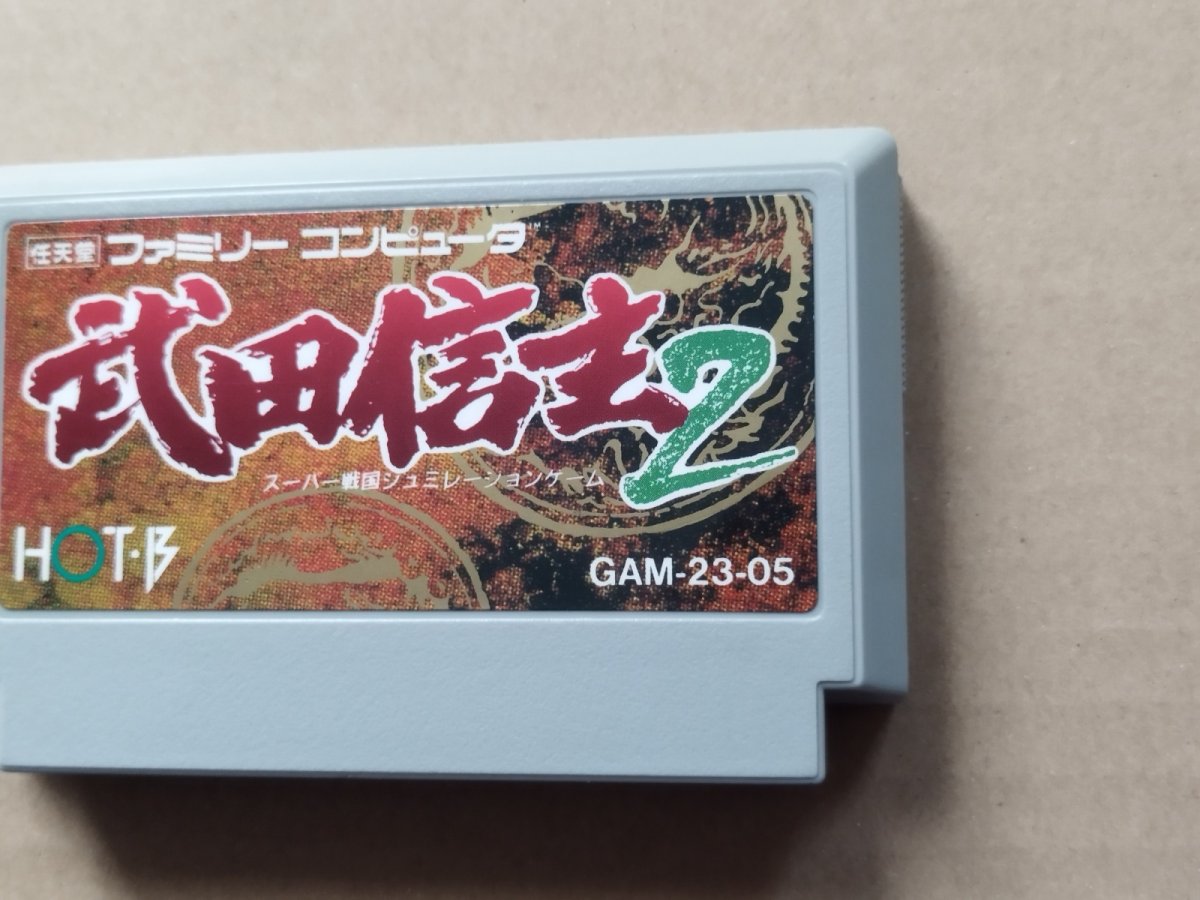 任天堂 ファミリー コンピュータ™
武田信玄2
スーパー戦国シュミレーションゲーム
HOT・B
GAM-23-05